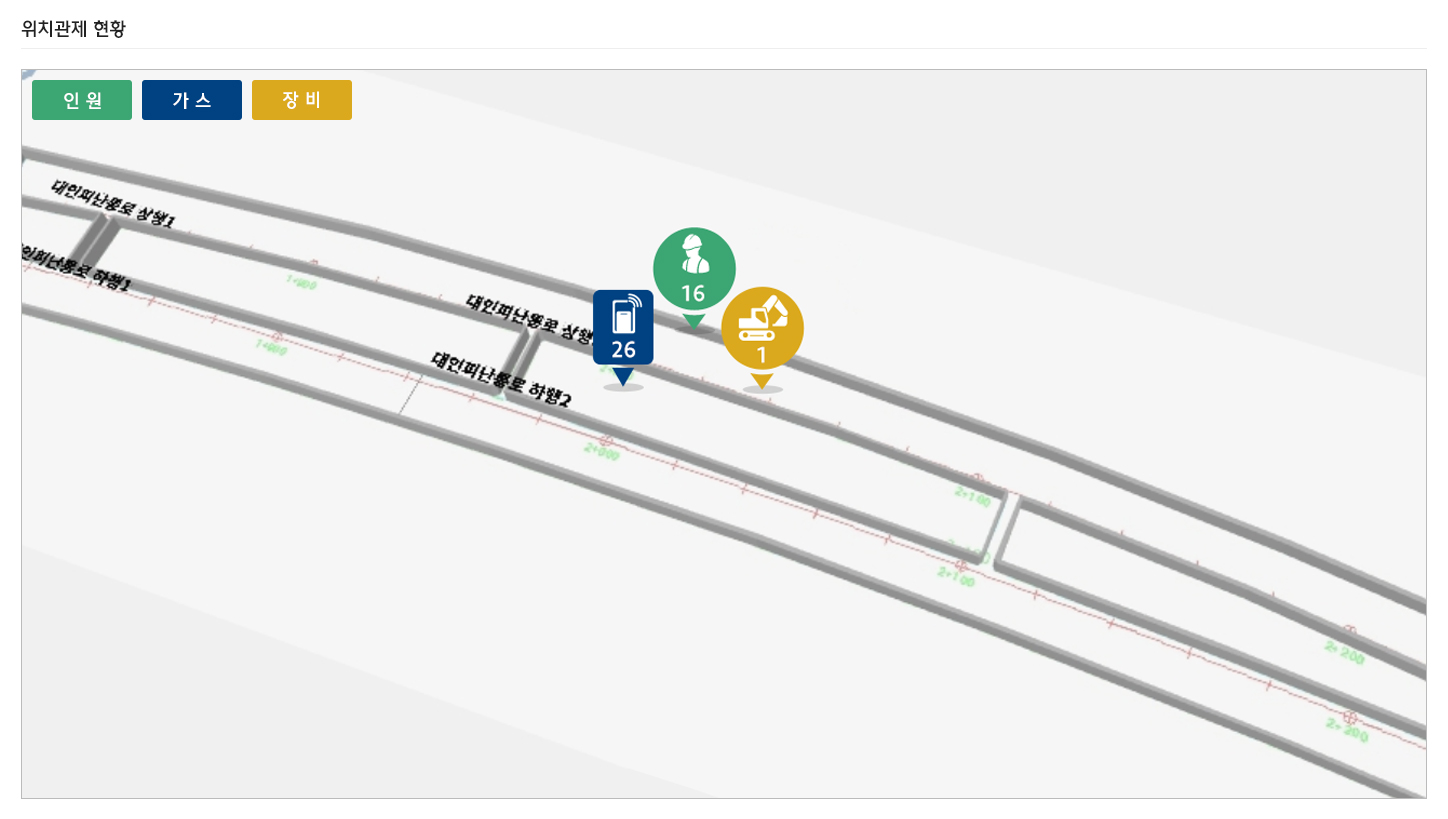 위치관제 현황
인원 가스 장비
대인피난통로 상행1
대인피난통로 하행1
1+900
1+900
대인피난통로 상행
대인피난통로 하행2
16
26
1
2+000
2+100
2+100
2+200
2+200